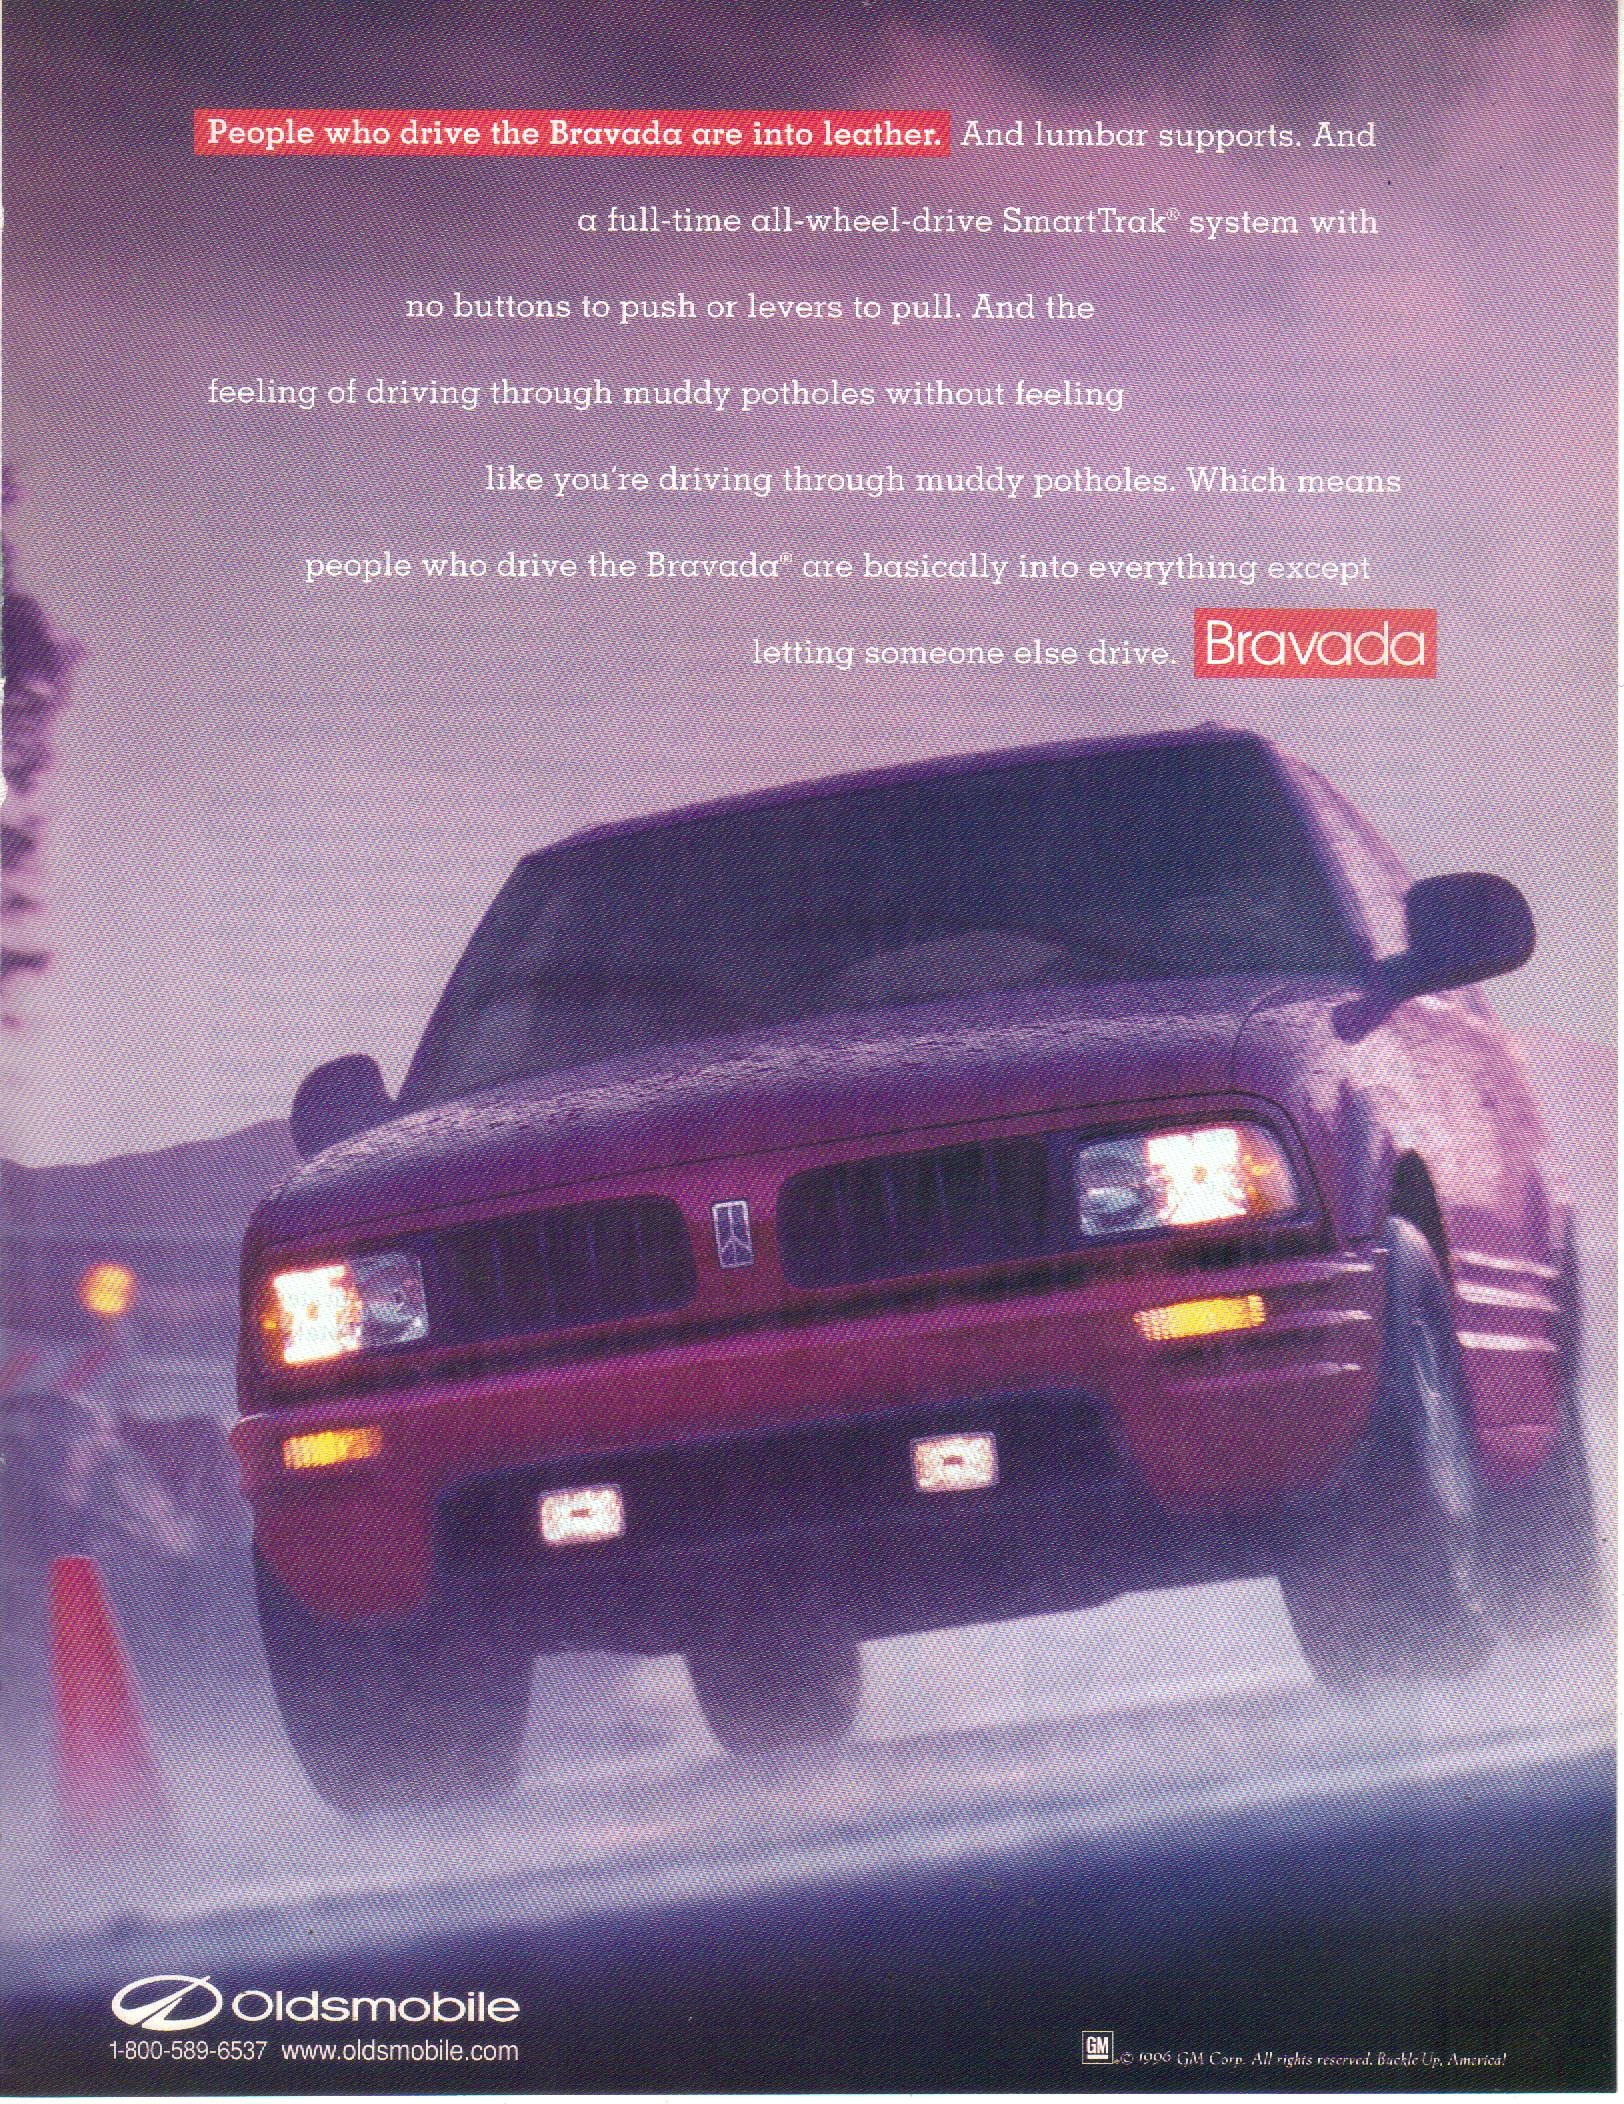 People who drive the Bravada are into leather. And lumbar supports. And
a full-time all-wheel-drive SmartTrak® system with
no buttons to push or levers to pull. And the
feeling of driving through muddy potholes without feeling
like you're driving through muddy potholes. Which means
people who drive the Bravada® are basically into everything except
letting someone else drive. Bravada
Oldsmobile
1-800-589-6537 www.oldsmobile.com
GM ® © 1996 GM Corp. All rights reserved. Buckle Up, America!